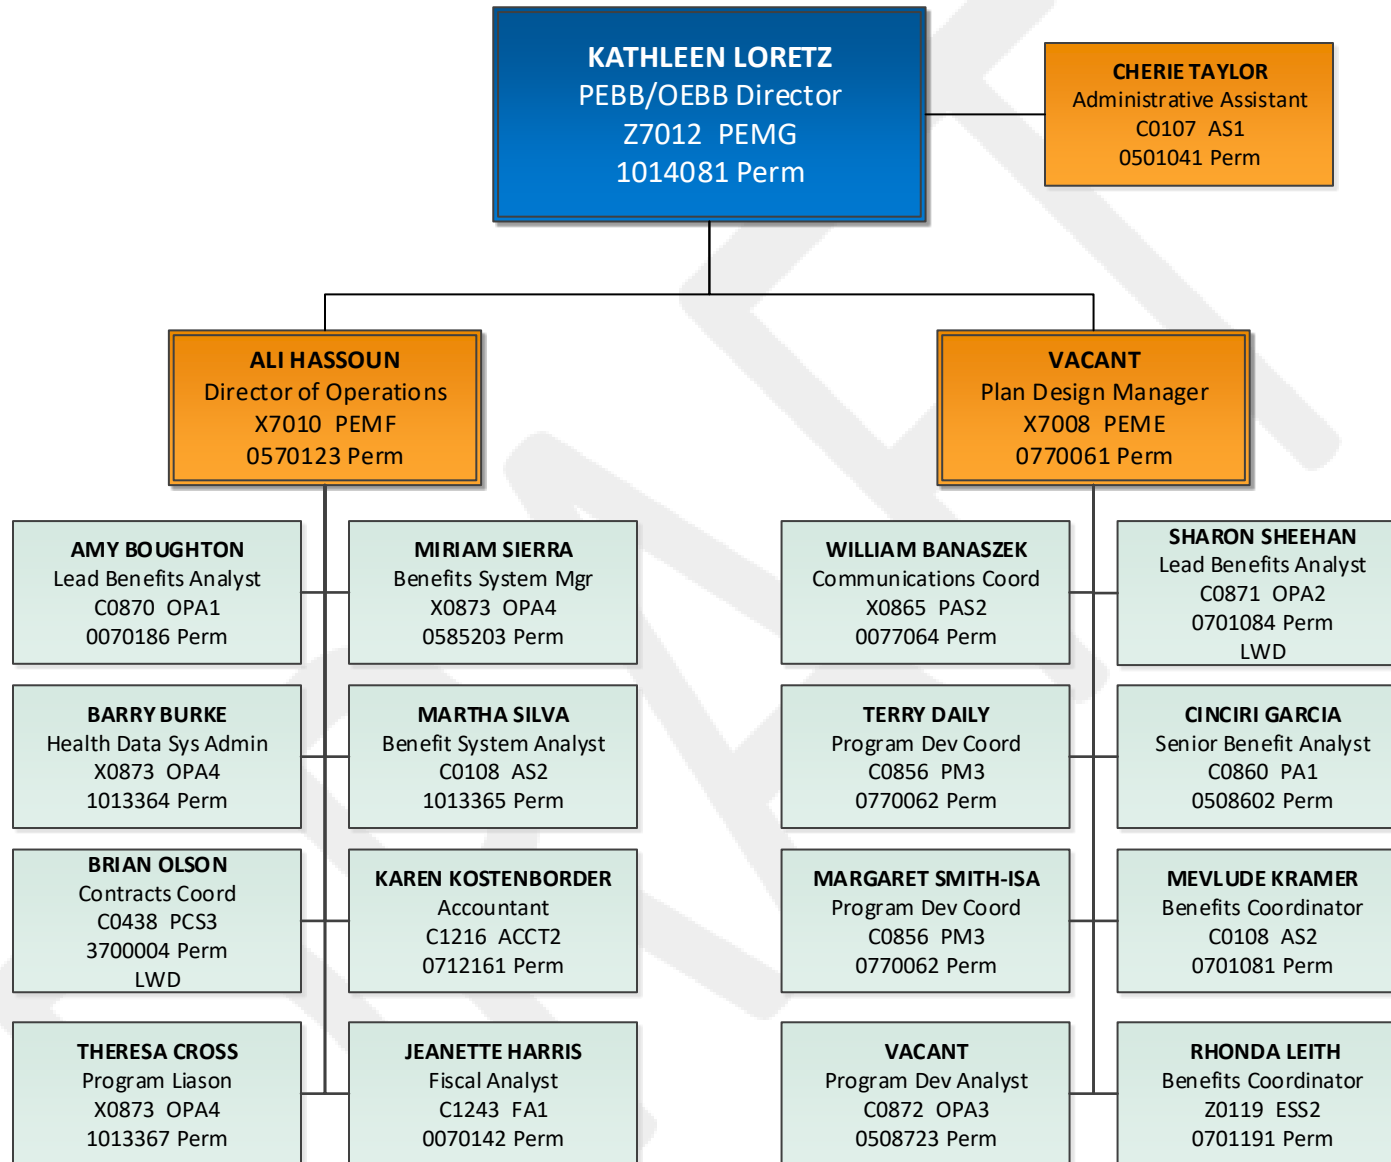 KATHLEEN LORETZ
PEBB/OEBB Director
Z7012 PEMG
1014081 Perm
CHERIE TAYLOR
Administrative Assistant
C0107 AS1
0501041 Perm
ALI HASSOUN
Director of Operations
X7010 PEMF
0570123 Perm
VACANT
Plan Design Manager
X7008 PEME
0770061 Perm
AMY BOUGHTON
Lead Benefits Analyst
C0870 OPA1
0070186 Perm
MIRIAM SIERRA
Benefits System Mgr
X0873 OPA4
0585203 Perm
WILLIAM BANASZEK
Communications Coord
X0865 PAS2
0077064 Perm
SHARON SHEEHAN
Lead Benefits Analyst
C0871 OPA2
0701084 Perm
LWD
BARRY BURKE
Health Data Sys Admin
X0873 OPA4
1013364 Perm
MARTHA SILVA
Benefit System Analyst
C0108 AS2
1013365 Perm
TERRY DAILY
Program Dev Coord
C0856 PM3
0770062 Perm
CINCIRI GARCIA
Senior Benefit Analyst
C0860 PA1
0508602 Perm
BRIAN OLSON
Contracts Coord
C0438 PCS3
3700004 Perm
LWD
KAREN KOSTENBORDER
Accountant
C1216 ACCT2
0712161 Perm
MARGARET SMITH-ISA
Program Dev Coord
C0856 PM3
0770062 Perm
MEVLUDE KRAMER
Benefits Coordinator
C0108 AS2
0701081 Perm
THERESA CROSS
Program Liason
X0873 OPA4
1013367 Perm
JEANETTE HARRIS
Fiscal Analyst
C1243 FA1
0070142 Perm
VACANT
Program Dev Analyst
C0872 OPA3
0508723 Perm
RHONDA LEITH
Benefits Coordinator
Z0119 ESS2
0701191 Perm